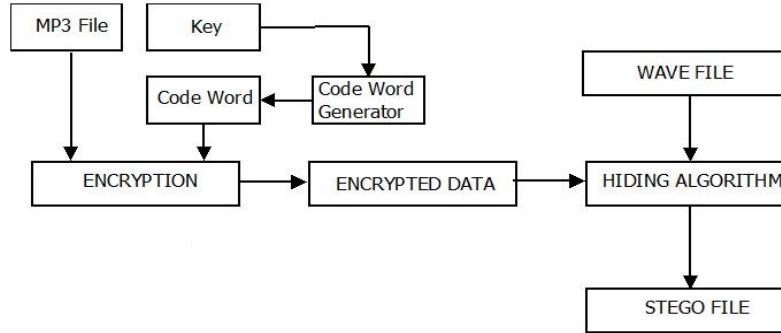 MP3 File
Key
Code Word
Code Word
Generator
WAVE FILE
ENCRYPTION
ENCRYPTED DATA
HIDING ALGORITHM
STEGO FILE